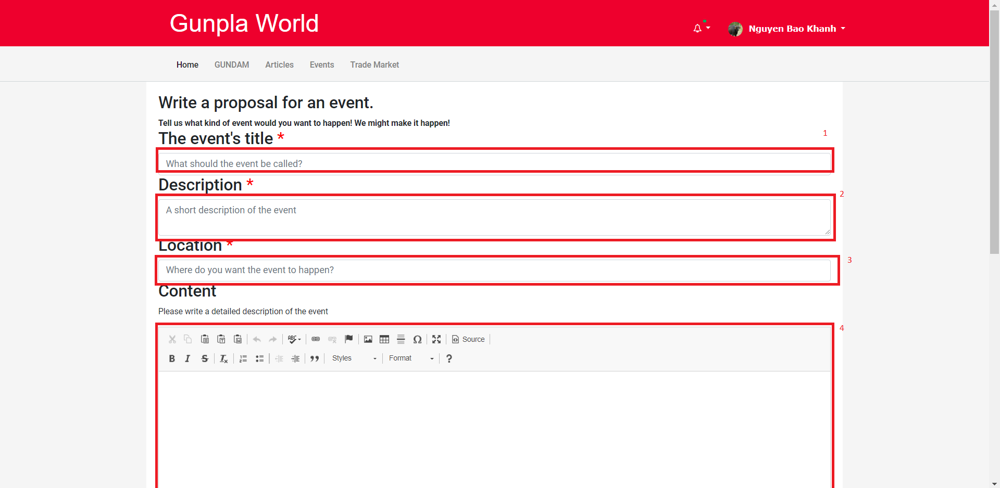 Gunpla World
Nguyen Bao Khanh
Home GUNDAM Articles Events Trade Market
Write a proposal for an event.
Tell us what kind of event would you want to happen! We might make it happen!
1
The event's title *
What should the event be called?
Description *
2
A short description of the event
Location *
3
Where do you want the event to happen?
Content
Please write a detailed description of the event
4
ABC Source
B I S Tx Styles Format ?